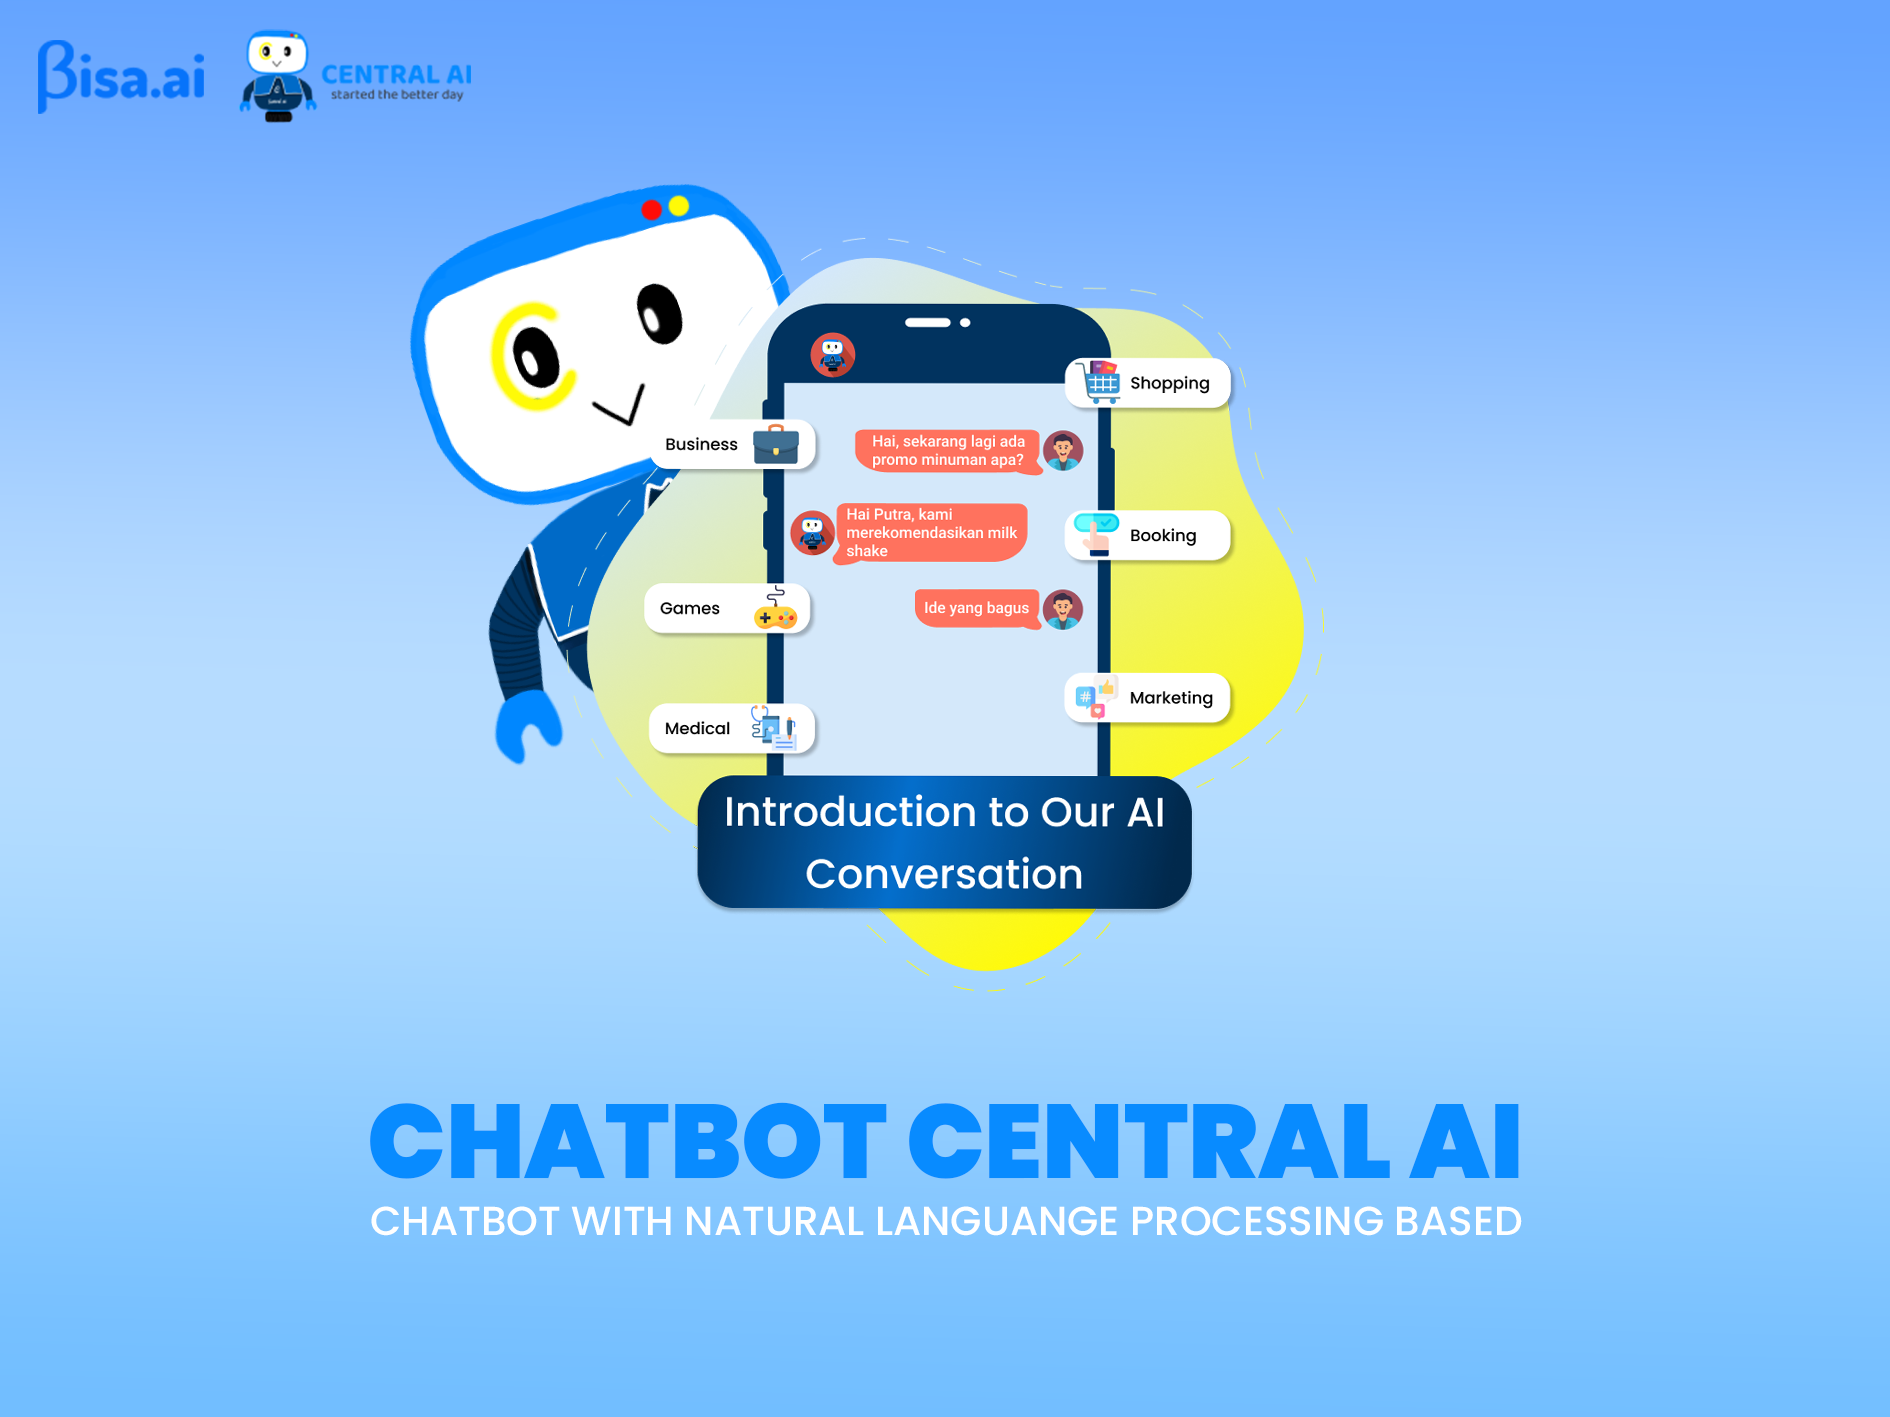 Bisa.ai
CENTRAL AI
started the better day
Shopping
Business
Hai, sekarang lagi ada
promo minuman apa?
Hai Putra, kami
merekomendasikan milk
shake
Booking
Games
Ide yang bagus
Marketing
Medical
Introduction to Our AI
Conversation
CHATBOT CENTRAL AI
CHATBOT WITH NATURAL LANGUANGE PROCESSING BASED